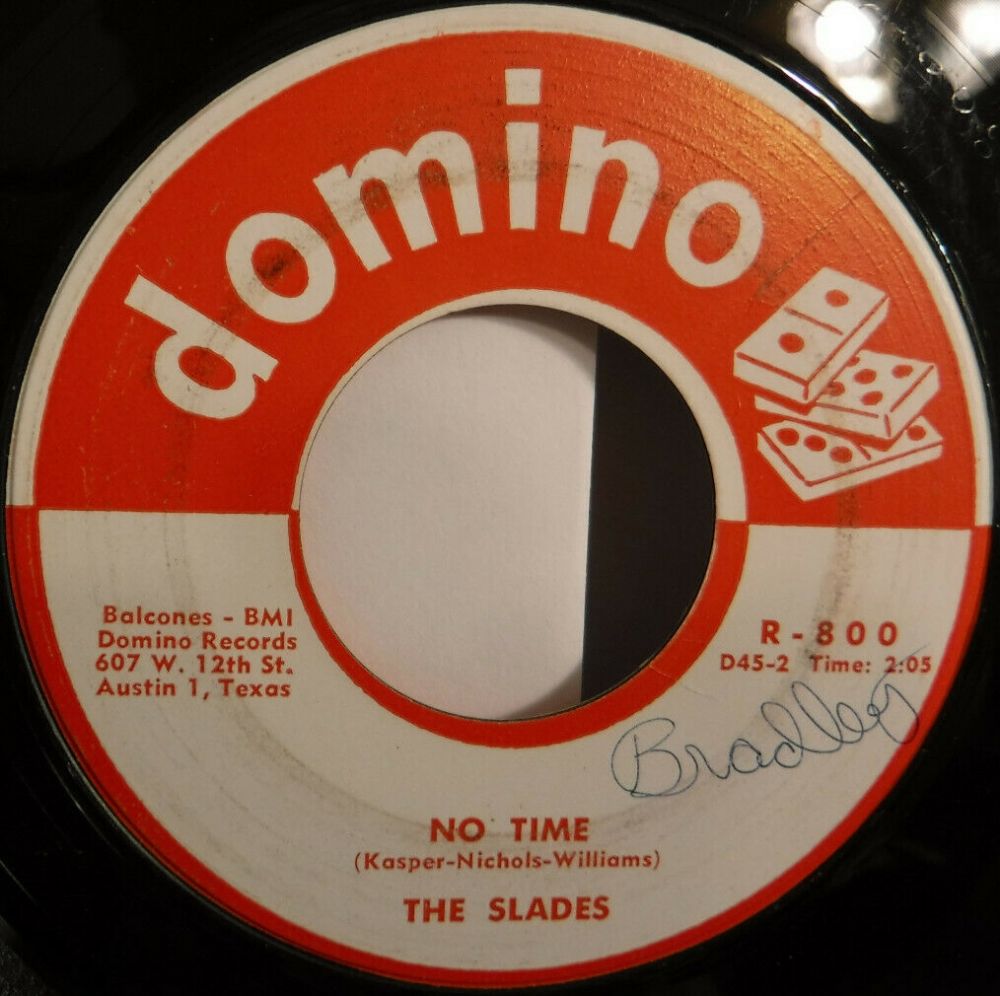 domino
Balcones - BMI
Domino Records
607 W. 12th St.
Austin 1, Texas
R - 800
D45-2 Time: 2:05
Bradley
NO TIME
(Kasper-Nichols-Williams)
THE SLADES